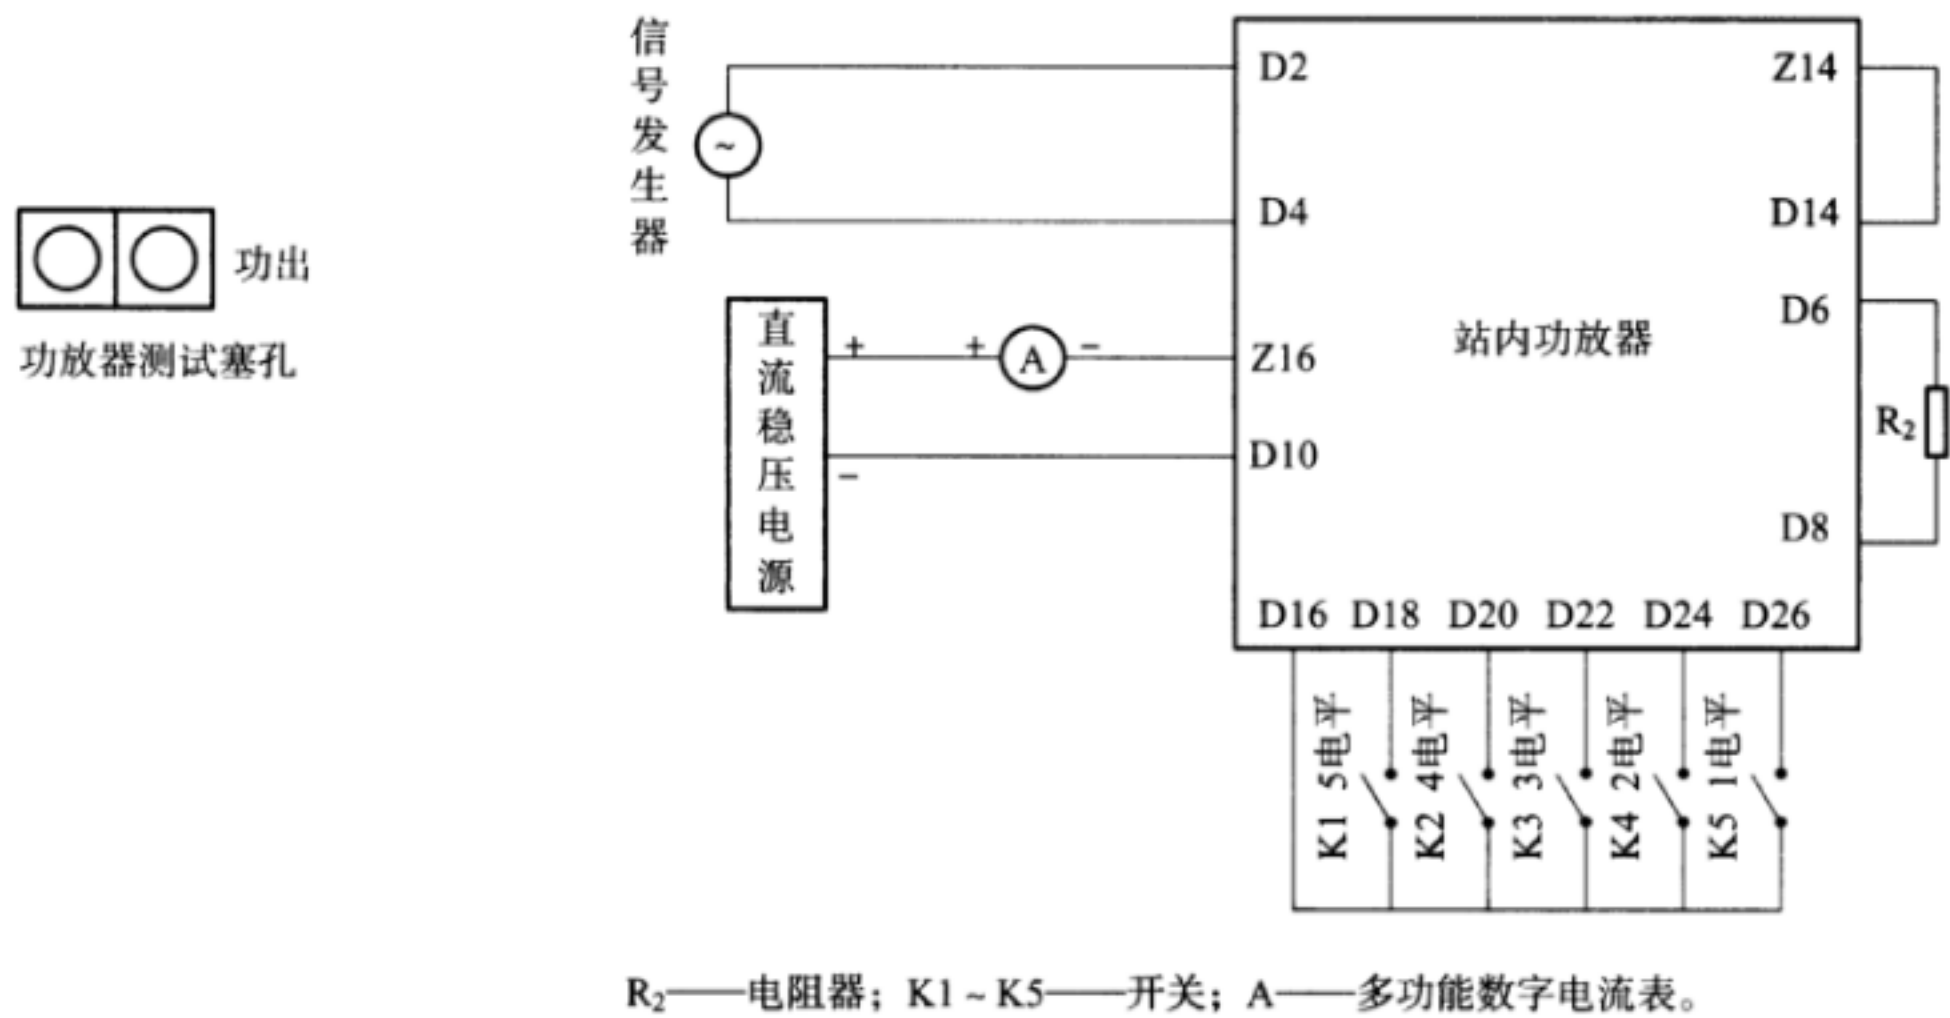 信号发生器
~
D2
Z14
D4
D14
功出
功放器测试塞孔
直流稳压电源
+
+
A
−
Z16
D10
−
站内功放器
D6
R₂
D8
D16 D18 D20 D22 D24 D26
K1 5电平
K2 4电平
K3 3电平
K4 2电平
K5 1电平
R₂——电阻器；K1 ~ K5——开关；A——多功能数字电流表。